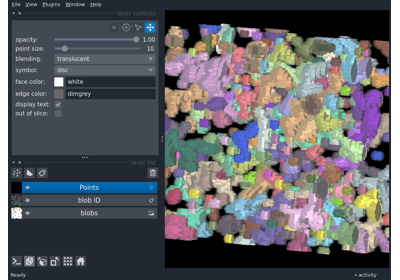 File View Plugins Window Help
layer controls
opacity: 1.00
point size: 10
blending: translucent
symbol: disc
face color: white
edge color: dimgrey
display text:
out of slice:
layer list
Points
blob ID
blobs
Ready
activity